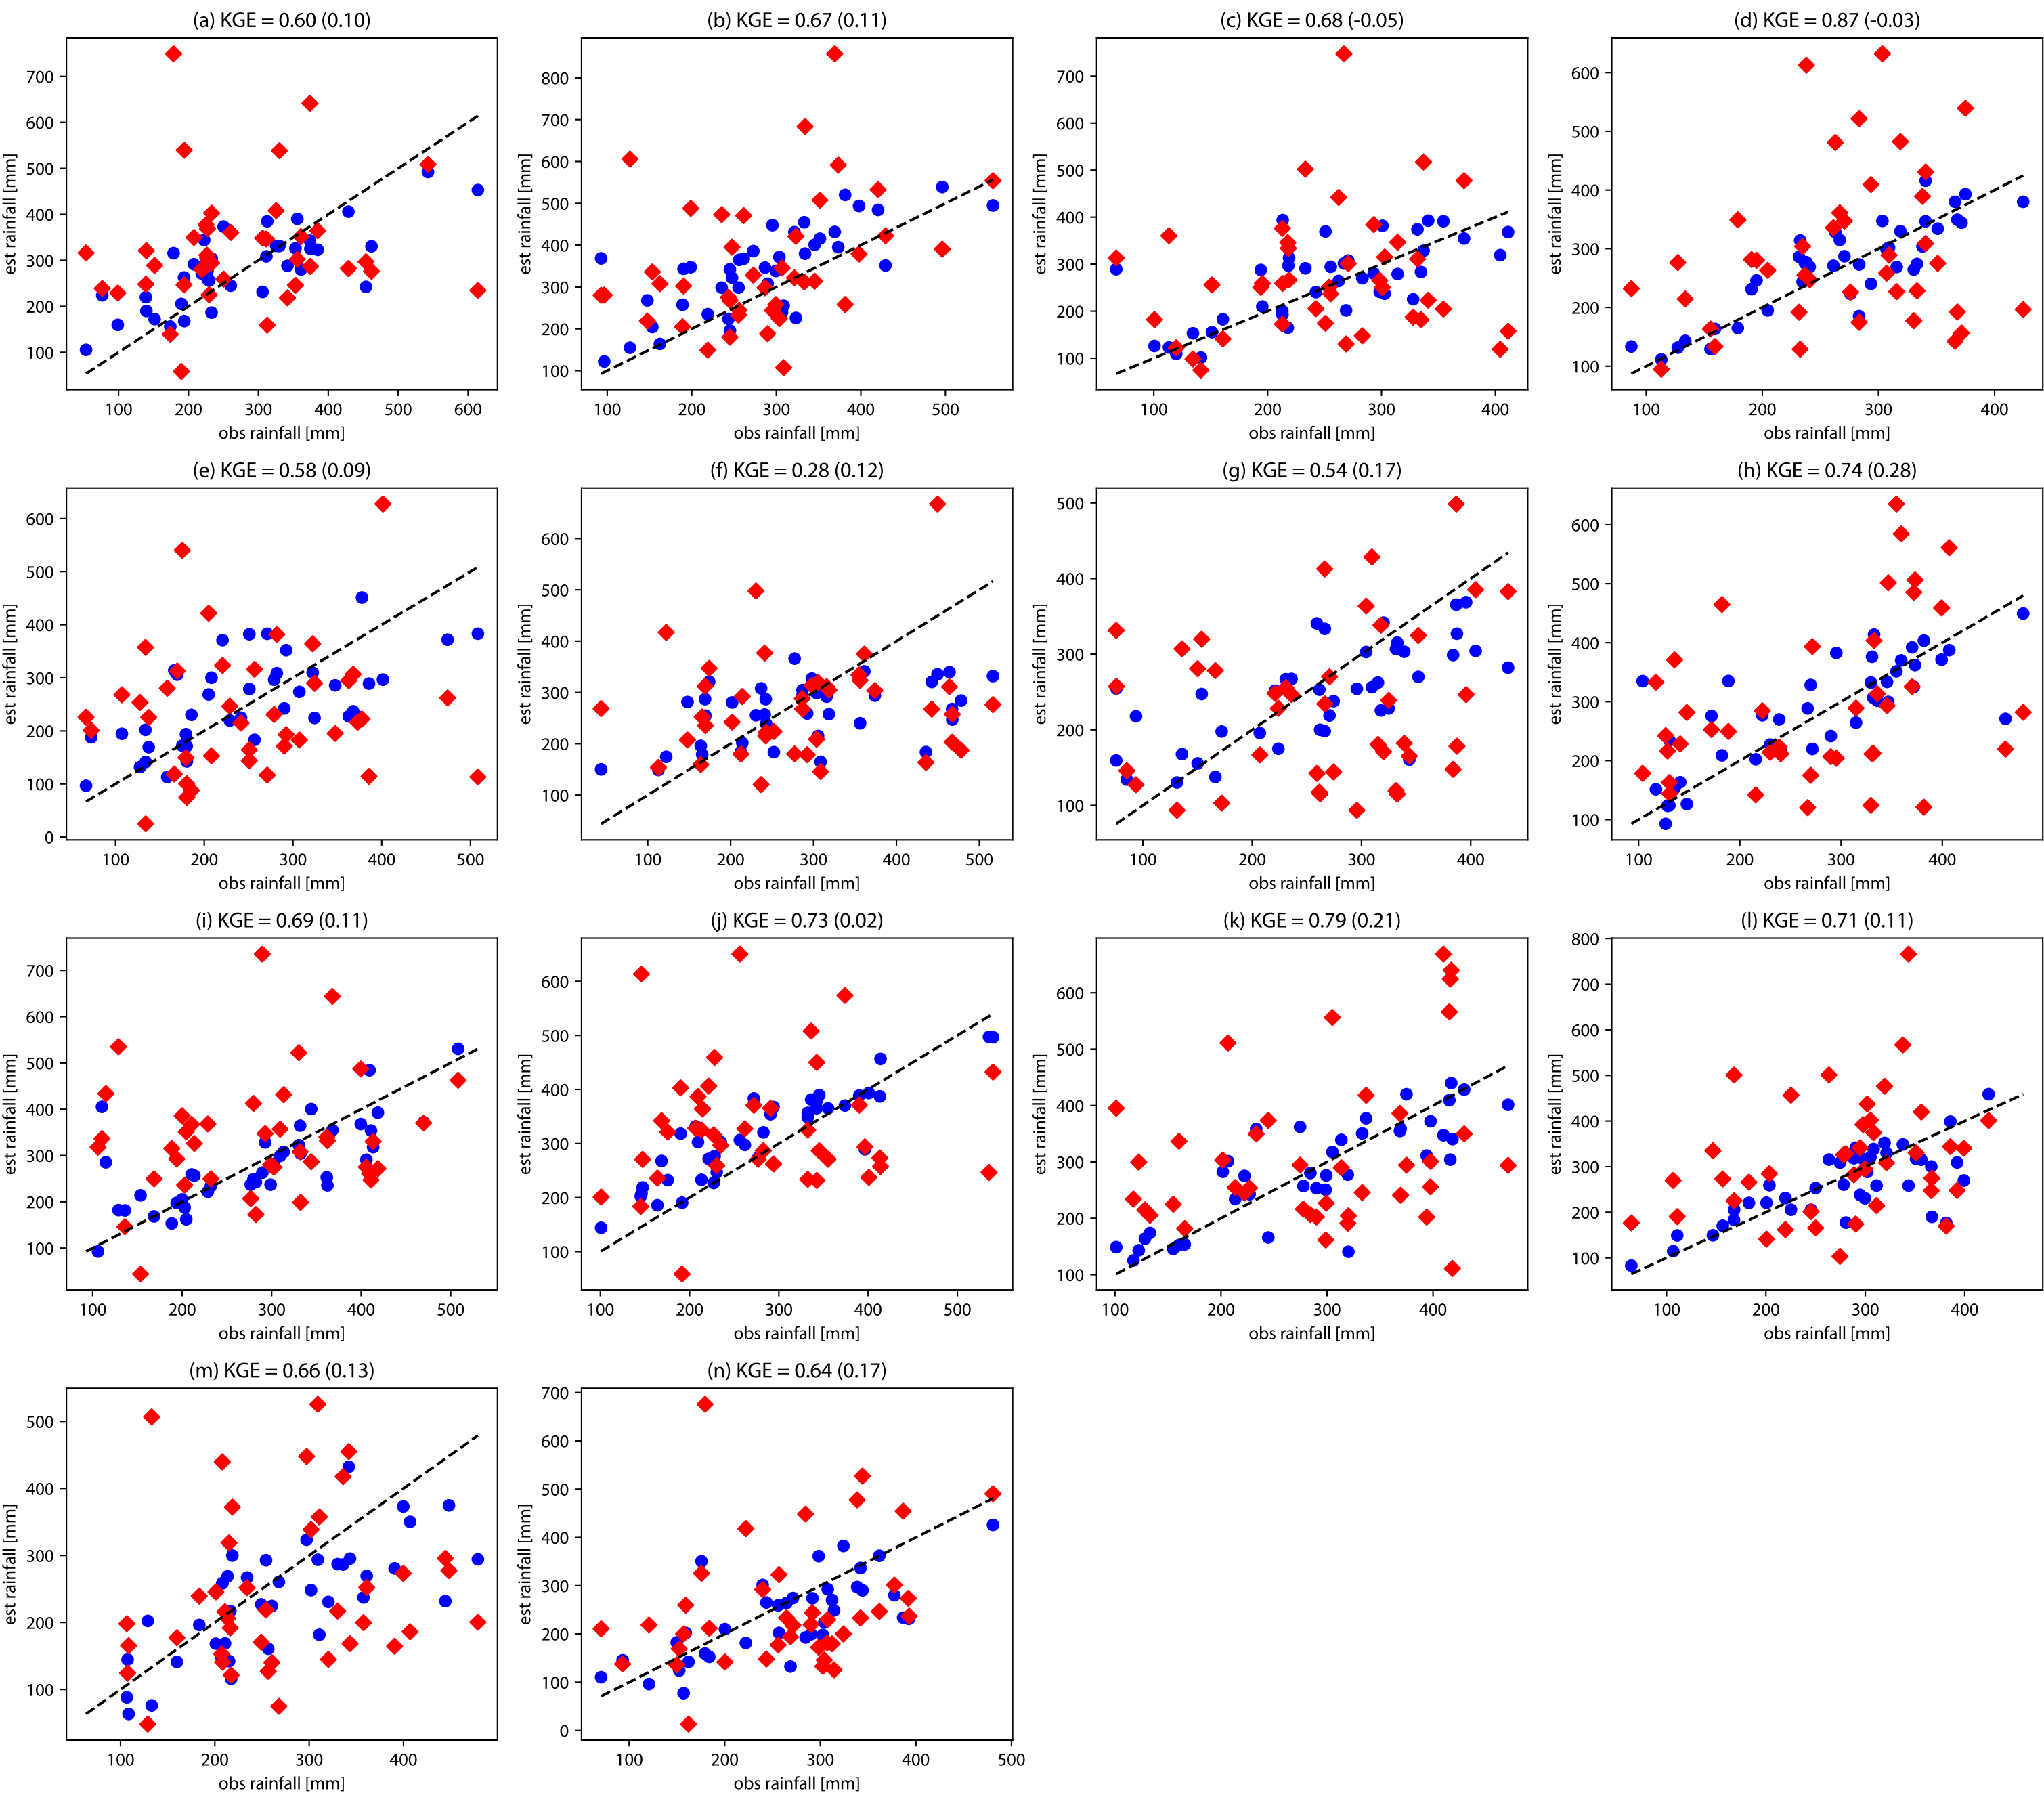 (a) KGE = 0.60 (0.10)
est rainfall [mm]
700
600
500
400
300
200
100
100 200 300 400 500 600
obs rainfall [mm]
(b) KGE = 0.67 (0.11)
est rainfall [mm]
800
700
600
500
400
300
200
100
100 200 300 400 500
obs rainfall [mm]
(c) KGE = 0.68 (-0.05)
est rainfall [mm]
700
600
500
400
300
200
100
100 200 300 400
obs rainfall [mm]
(d) KGE = 0.87 (-0.03)
est rainfall [mm]
600
500
400
300
200
100
100 200 300 400
obs rainfall [mm]
(e) KGE = 0.58 (0.09)
est rainfall [mm]
600
500
400
300
200
100
0
100 200 300 400 500
obs rainfall [mm]
(f) KGE = 0.28 (0.12)
est rainfall [mm]
600
500
400
300
200
100
100 200 300 400 500
obs rainfall [mm]
(g) KGE = 0.54 (0.17)
est rainfall [mm]
500
400
300
200
100
100 200 300 400
obs rainfall [mm]
(h) KGE = 0.74 (0.28)
est rainfall [mm]
600
500
400
300
200
100
100 200 300 400
obs rainfall [mm]
(i) KGE = 0.69 (0.11)
est rainfall [mm]
700
600
500
400
300
200
100
100 200 300 400 500
obs rainfall [mm]
(j) KGE = 0.73 (0.02)
est rainfall [mm]
600
500
400
300
200
100
100 200 300 400 500
obs rainfall [mm]
(k) KGE = 0.79 (0.21)
est rainfall [mm]
600
500
400
300
200
100
100 200 300 400
obs rainfall [mm]
(l) KGE = 0.71 (0.11)
est rainfall [mm]
800
700
600
500
400
300
200
100
100 200 300 400
obs rainfall [mm]
(m) KGE = 0.66 (0.13)
est rainfall [mm]
500
400
300
200
100
100 200 300 400
obs rainfall [mm]
(n) KGE = 0.64 (0.17)
est rainfall [mm]
700
600
500
400
300
200
100
0
100 200 300 400 500
obs rainfall [mm]